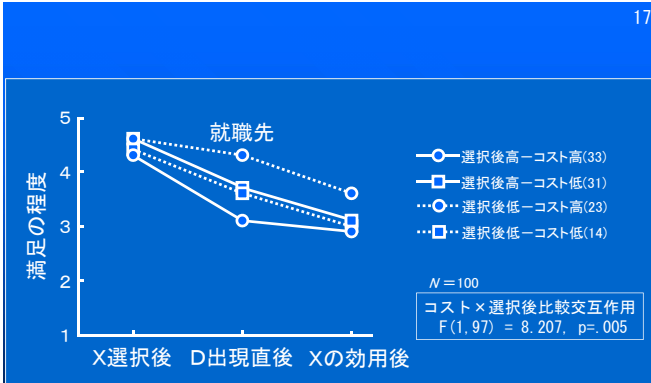 17
就職先
満足の程度
5
4
3
2
1
X選択後 D出現直後 Xの効用後
選択後高ーコスト高(33)
選択後高ーコスト低(31)
選択後低ーコスト高(23)
選択後低ーコスト低(14)
N＝100
コスト×選択後比較交互作用
F(1,97) = 8.207, p=.005